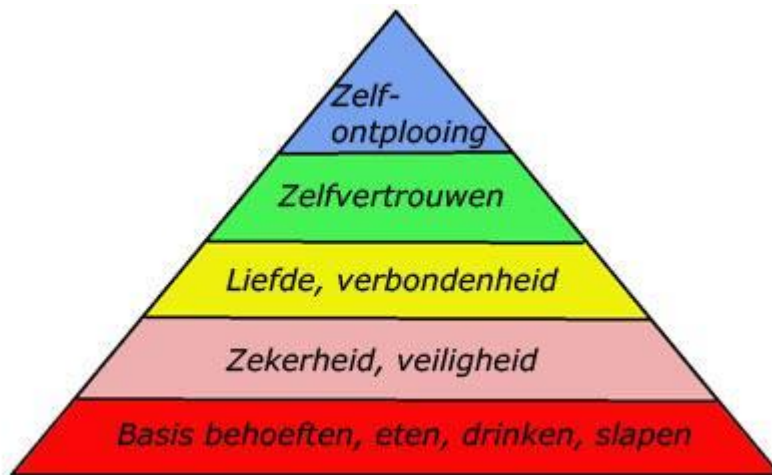 Zelf-
ontplooing
Zelfvertrouwen
Liefde, verbondenheid
Zekerheid, veiligheid
Basis behoeften, eten, drinken, slapen